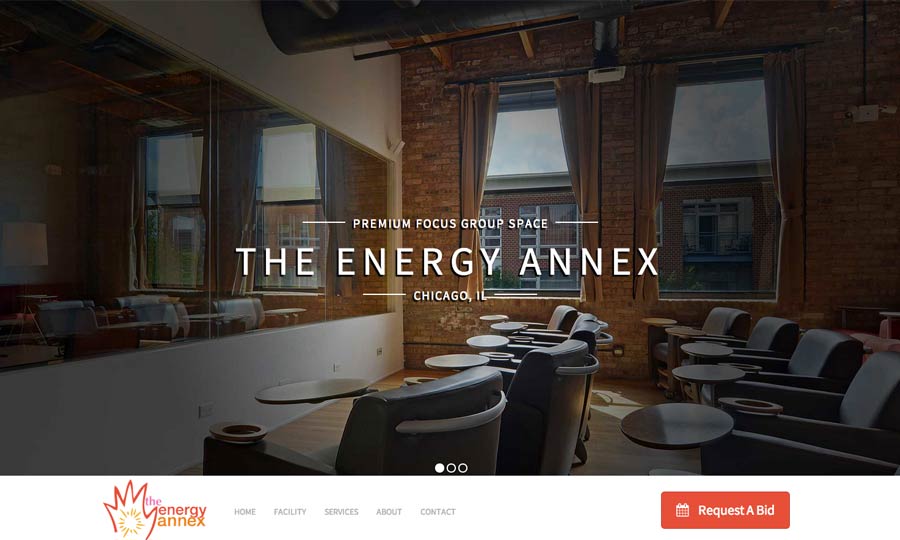 PREMIUM FOCUS GROUP SPACE
THE ENERGY ANNEX
CHICAGO, IL
the
energy
annex
HOME FACILITY SERVICES ABOUT CONTACT
Request A Bid